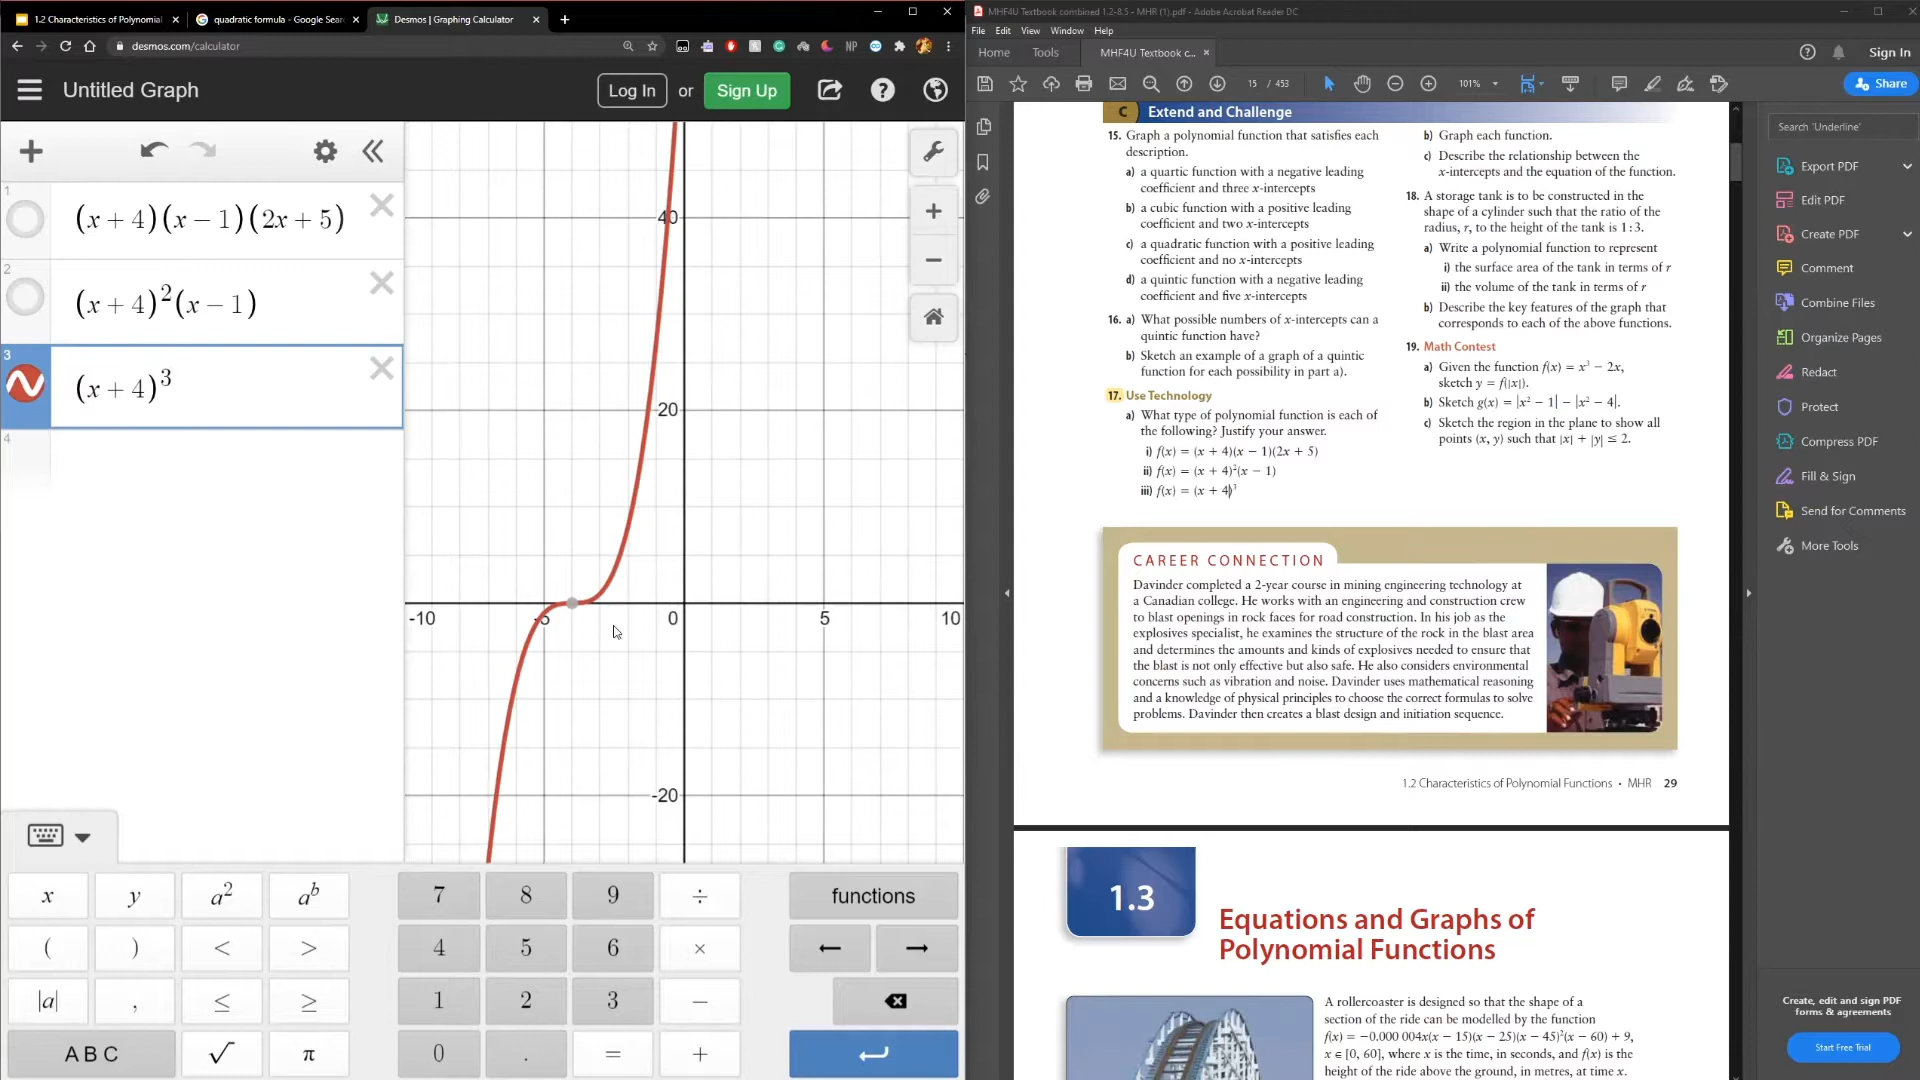 1.2 Characteristics of Polynomial
quadratic formula - Google Sear
Desmos | Graphing Calculator
desmos.com/calculator
Untitled Graph
Log In
or
Sign Up
1
(x + 4)(x − 1)(2x + 5)
2
(x + 4)²(x − 1)
3
(x + 4)³
4
40
20
-10
-5
0
5
10
-20
x y a² aᵇ 7 8 9 ÷ functions
( ) < > 4 5 6 ×
|a| , ≤ ≥ 1 2 3 −
A B C √ π 0 . = +
MHF4U Textbook combined 1.2-8.5 - MHR (1).pdf - Adobe Acrobat Reader DC
File Edit View Window Help
Home Tools MHF4U Textbook c... Sign In
15 / 453 101% Share
C Extend and Challenge
15. Graph a polynomial function that satisfies each
description.
a) a quartic function with a negative leading
coefficient and three x-intercepts
b) a cubic function with a positive leading
coefficient and two x-intercepts
c) a quadratic function with a positive leading
coefficient and no x-intercepts
d) a quintic function with a negative leading
coefficient and five x-intercepts
16. a) What possible numbers of x-intercepts can a
quintic function have?
b) Sketch an example of a graph of a quintic
function for each possibility in part a).
17. Use Technology
a) What type of polynomial function is each of
the following? Justify your answer.
i) f(x) = (x + 4)(x − 1)(2x + 5)
ii) f(x) = (x + 4)²(x − 1)
iii) f(x) = (x + 4)³
b) Graph each function.
c) Describe the relationship between the
x-intercepts and the equation of the function.
18. A storage tank is to be constructed in the
shape of a cylinder such that the ratio of the
radius, r, to the height of the tank is 1:3.
a) Write a polynomial function to represent
i) the surface area of the tank in terms of r
ii) the volume of the tank in terms of r
b) Describe the key features of the graph that
corresponds to each of the above functions.
19. Math Contest
a) Given the function f(x) = x³ − 2x,
sketch y = f(|x|).
b) Sketch g(x) = |x² − 1| − |x² − 4|.
c) Sketch the region in the plane to show all
points (x, y) such that |x| + |y| ≤ 2.
CAREER CONNECTION
Davinder completed a 2-year course in mining engineering technology at
a Canadian college. He works with an engineering and construction crew
to blast openings in rock faces for road construction. In his job as the
explosives specialist, he examines the structure of the rock in the blast area
and determines the amounts and kinds of explosives needed to ensure that
the blast is not only effective but also safe. He also considers environmental
concerns such as vibration and noise. Davinder uses mathematical reasoning
and a knowledge of physical principles to choose the correct formulas to solve
problems. Davinder then creates a blast design and initiation sequence.
1.2 Characteristics of Polynomial Functions • MHR 29
1.3
Equations and Graphs of
Polynomial Functions
A rollercoaster is designed so that the shape of a
section of the ride can be modelled by the function
f(x) = −0.000 004x(x − 15)(x − 25)(x − 45)²(x − 60) + 9,
x ∈ [0, 60], where x is the time, in seconds, and f(x) is the
height of the ride above the ground, in metres, at time x.
Search 'Underline'
Export PDF
Edit PDF
Create PDF
Comment
Combine Files
Organize Pages
Redact
Protect
Compress PDF
Fill & Sign
Send for Comments
More Tools
Create, edit and sign PDF
forms & agreements
Start Free Trial